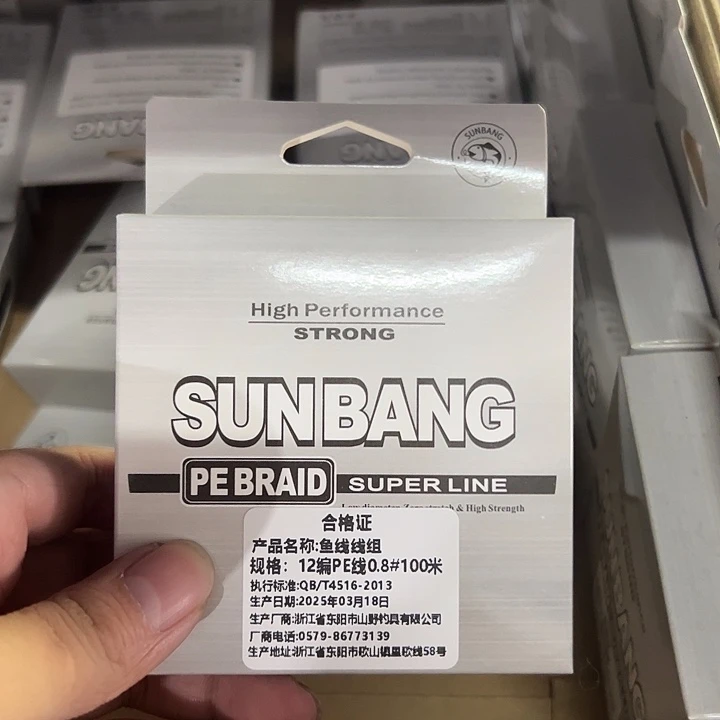 SUNBANG
High Performance
STRONG
SUNBANG
PE BRAID SUPER LINE
& High Strength
合格证
产品名称:鱼线线组
规格: 12编PE线0.8#100米
执行标准:QB/T4516-2013
生产日期:2025年03月18日
生产厂商:浙江省东阳市山野钓具有限公司
厂商电话:0579-86773139
生产地址:浙江省东阳市歌山镇里歌线58号